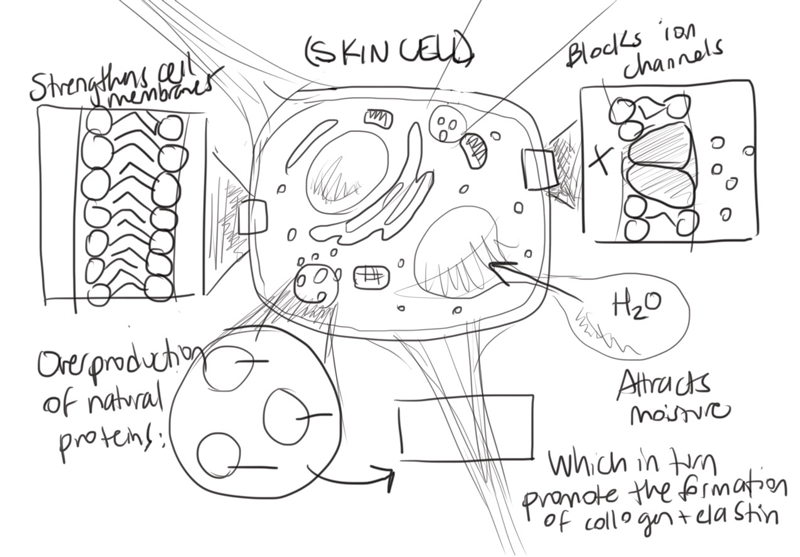 (SKIN CELL)
Strengthens cell
membranes
Blocks ion
channels
H2O
Attracts
moisture
Overproduction
of natural
proteins:
Which in turn
promote the formation
of collagen + elastin